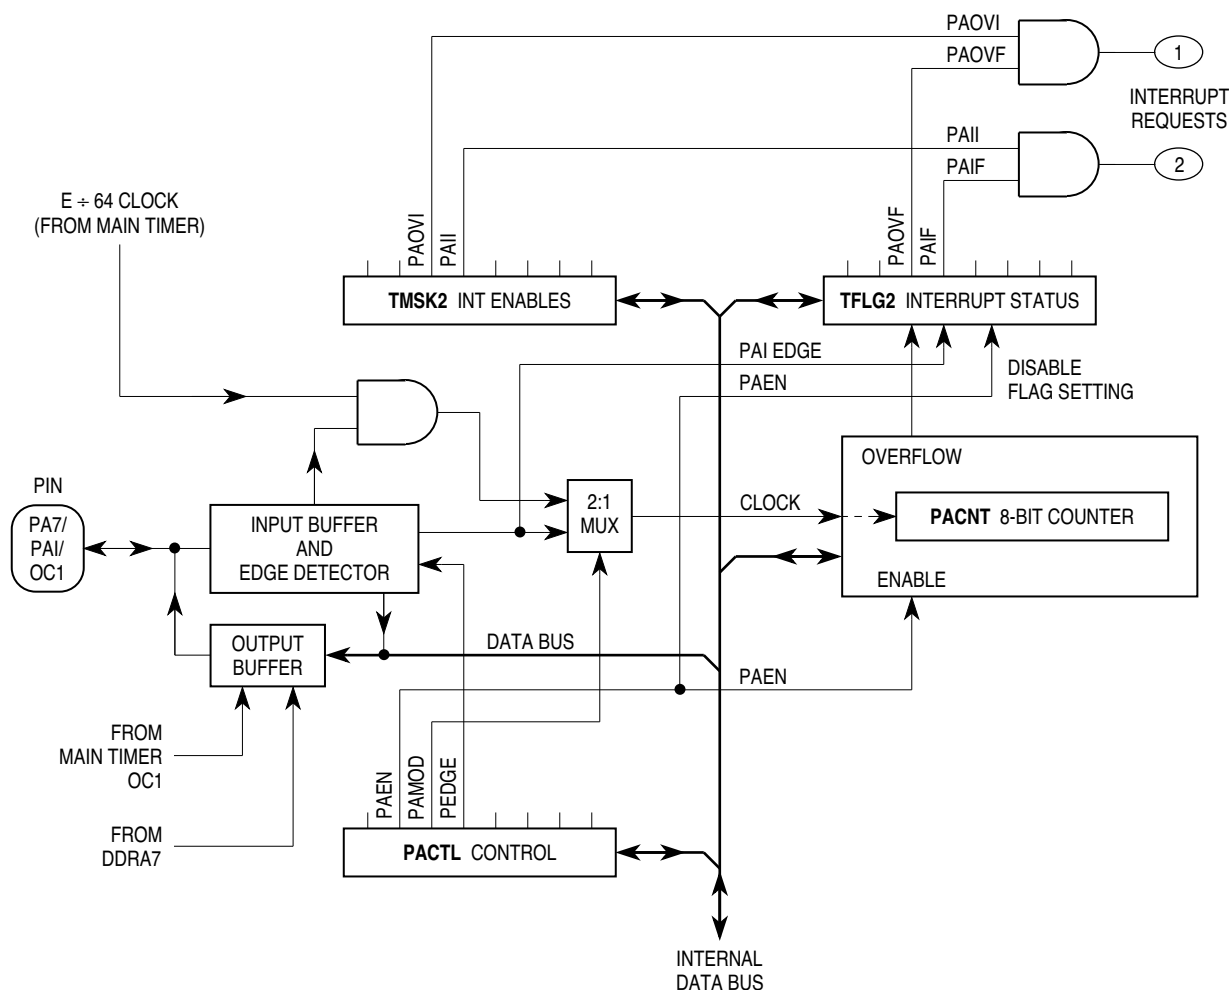 PAOVI
PAOVF
1
INTERRUPT
REQUESTS
PAII
PAIF
2
E ÷ 64 CLOCK
(FROM MAIN TIMER)
PAOVI
PAII
PAOVF
PAIF
TMSK2 INT ENABLES
TFLG2 INTERRUPT STATUS
PAI EDGE
PAEN
DISABLE
FLAG SETTING
OVERFLOW
PIN
PA7/
PAI/
OC1
INPUT BUFFER
AND
EDGE DETECTOR
2:1
MUX
CLOCK
PACNT 8-BIT COUNTER
ENABLE
OUTPUT
BUFFER
DATA BUS
PAEN
FROM
MAIN TIMER
OC1
PAEN
PAMOD
PEDGE
FROM
DDRA7
PACTL CONTROL
INTERNAL
DATA BUS